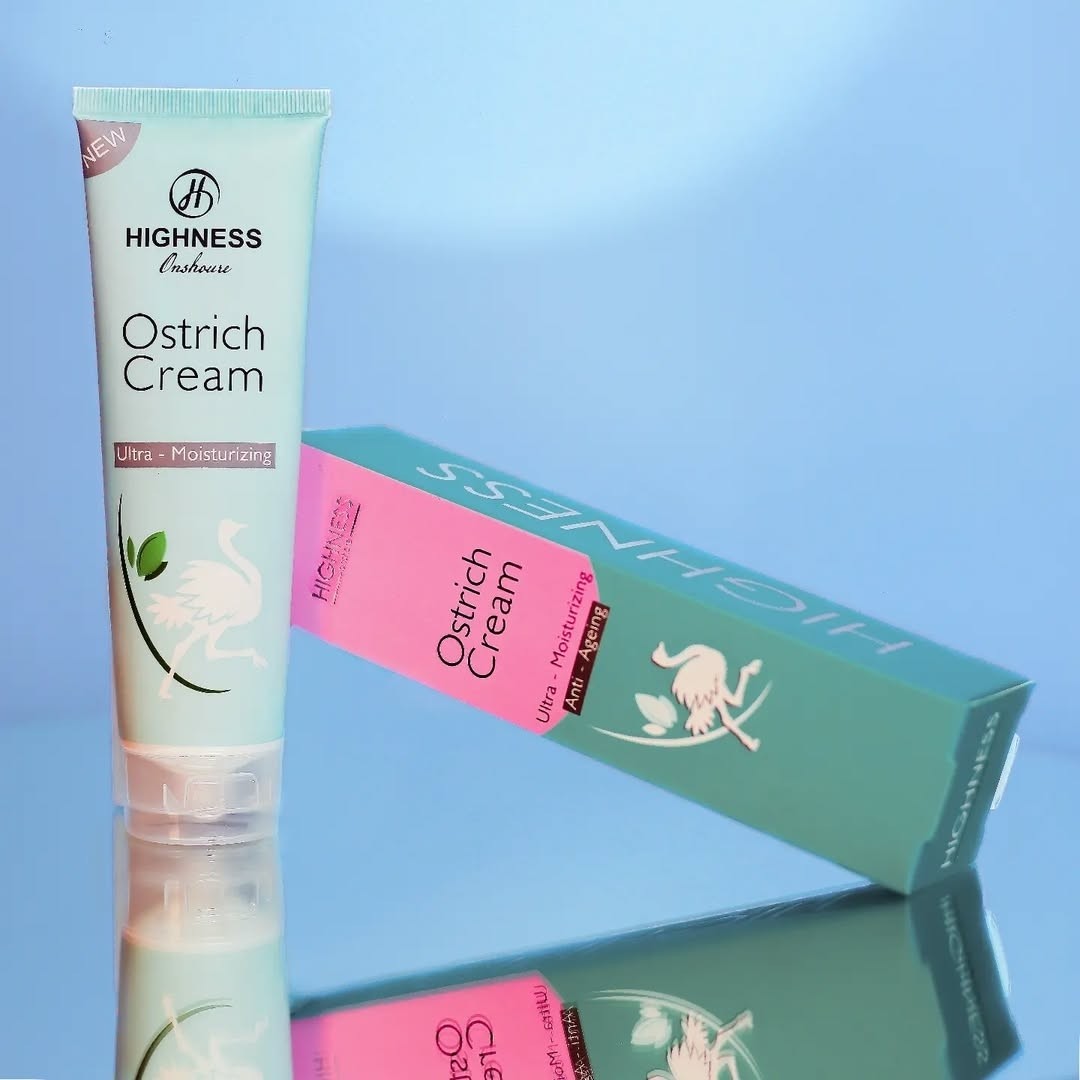 NEW
H
HIGHNESS
Onshoure
Ostrich
Cream
Ultra - Moisturizing
HIGHNESS
HIGHNESS
Ostrich
Cream
Ultra - Moisturizing
Anti - Ageing
HIGHNESS